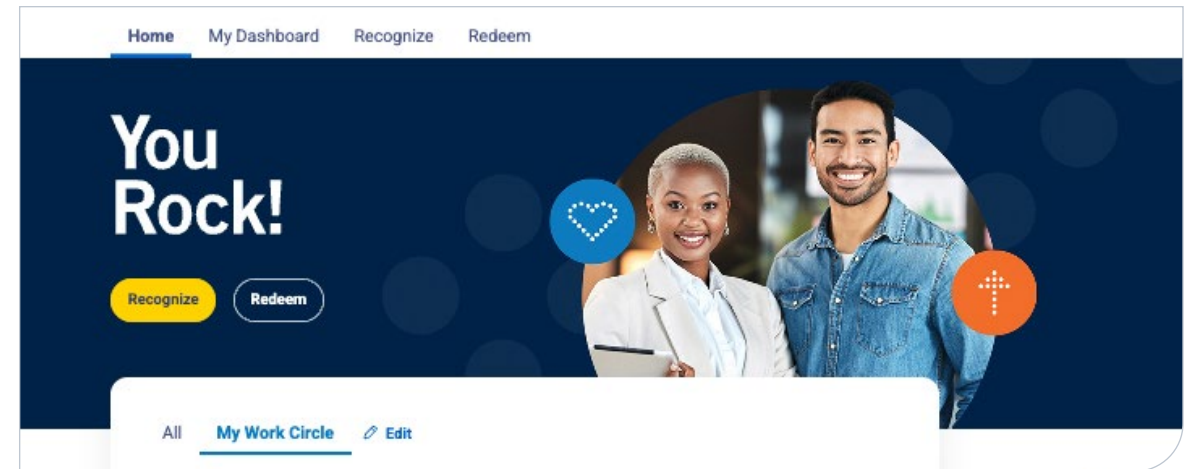 Home My Dashboard Recognize Redeem
You
Rock!
Recognize Redeem
All My Work Circle Edit